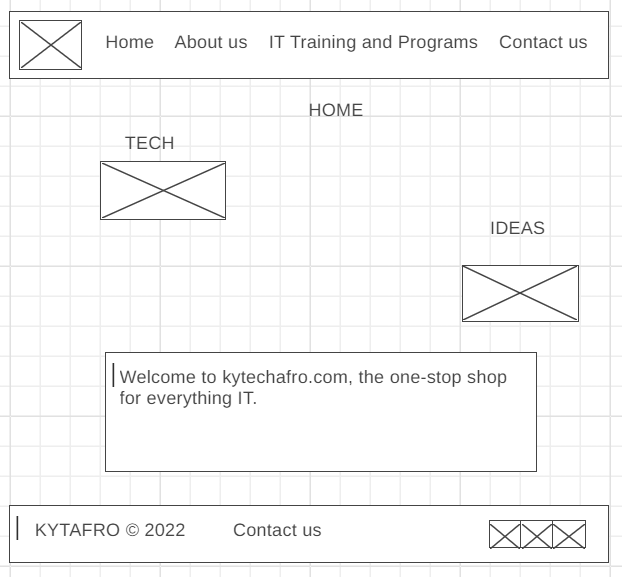 Home About us IT Training and Programs Contact us
HOME
TECH
IDEAS
Welcome to kytechafro.com, the one-stop shop
for everything IT.
KYTAFRO © 2022 Contact us